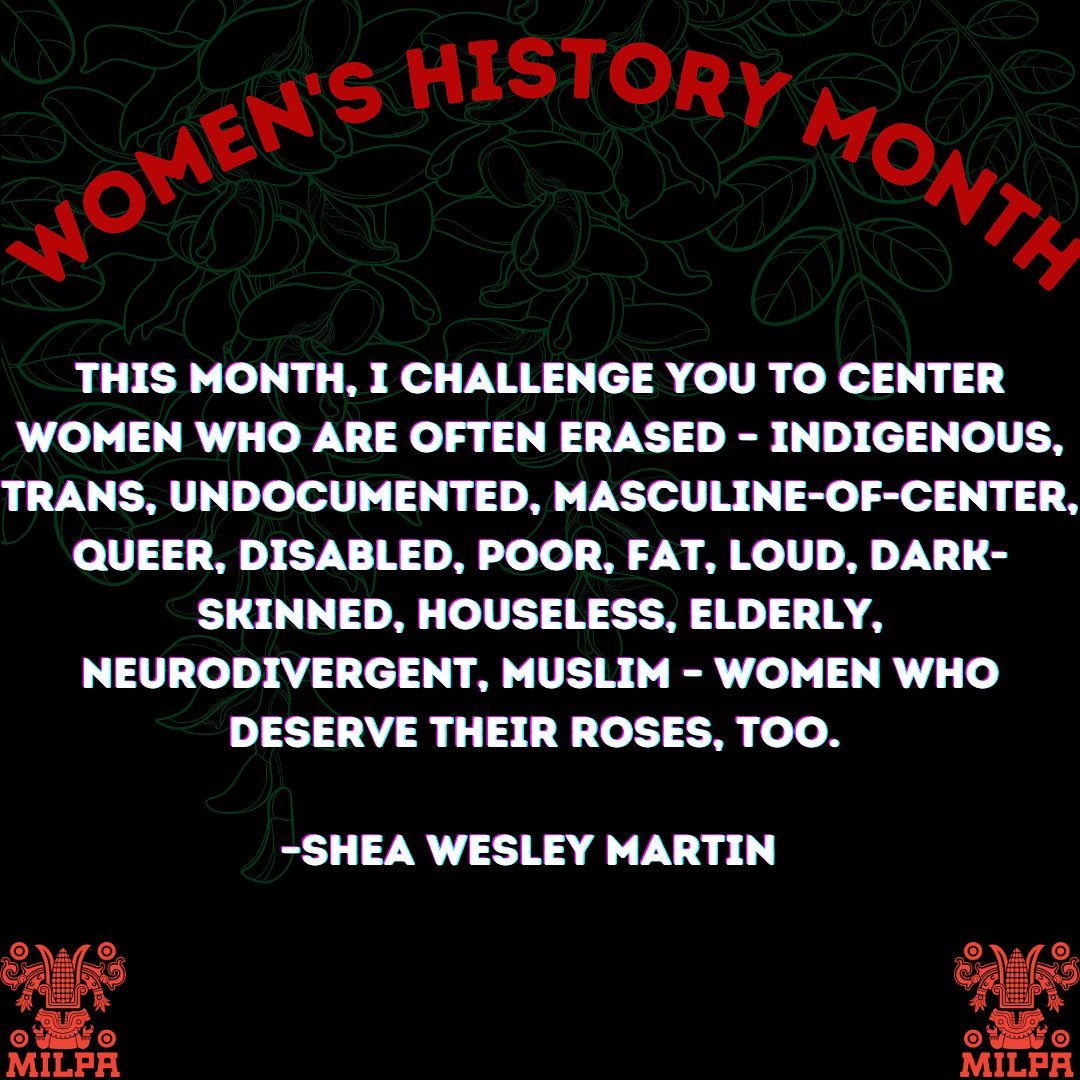 WOMEN'S HISTORY MONTH
THIS MONTH, I CHALLENGE YOU TO CENTER
WOMEN WHO ARE OFTEN ERASED – INDIGENOUS,
TRANS, UNDOCUMENTED, MASCULINE-OF-CENTER,
QUEER, DISABLED, POOR, FAT, LOUD, DARK-
SKINNED, HOUSELESS, ELDERLY,
NEURODIVERGENT, MUSLIM – WOMEN WHO
DESERVE THEIR ROSES, TOO.
-SHEA WESLEY MARTIN
MILPA
MILPA